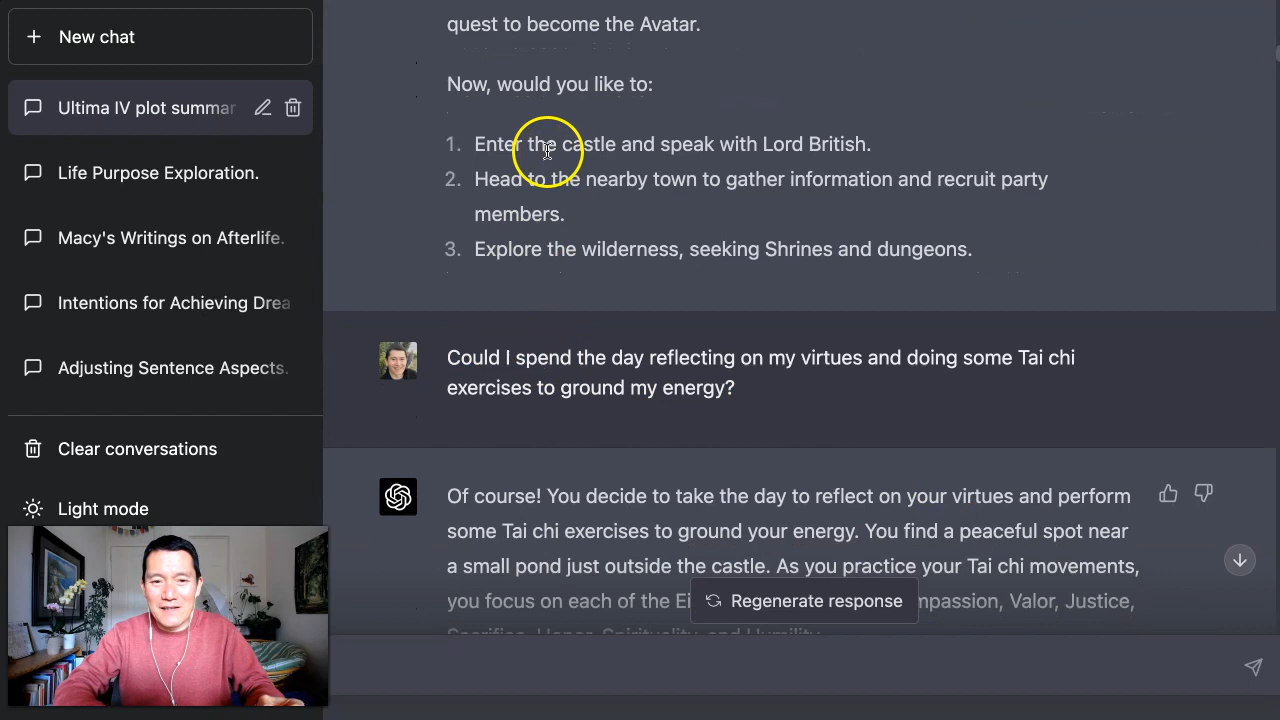 New chat
Ultima IV plot summar
Life Purpose Exploration.
Macy's Writings on Afterlife.
Intentions for Achieving Drea
Adjusting Sentence Aspects.
Clear conversations
Light mode
quest to become the Avatar.
Now, would you like to:
1. Enter the castle and speak with Lord British.
2. Head to the nearby town to gather information and recruit party
members.
3. Explore the wilderness, seeking Shrines and dungeons.
Could I spend the day reflecting on my virtues and doing some Tai chi
exercises to ground my energy?
Of course! You decide to take the day to reflect on your virtues and perform
some Tai chi exercises to ground your energy. You find a peaceful spot near
a small pond just outside the castle. As you practice your Tai chi movements,
you focus on each of the Ei mpassion, Valor, Justice,
Sacrifice, Honor, Spirituality, and Humility.
Regenerate response